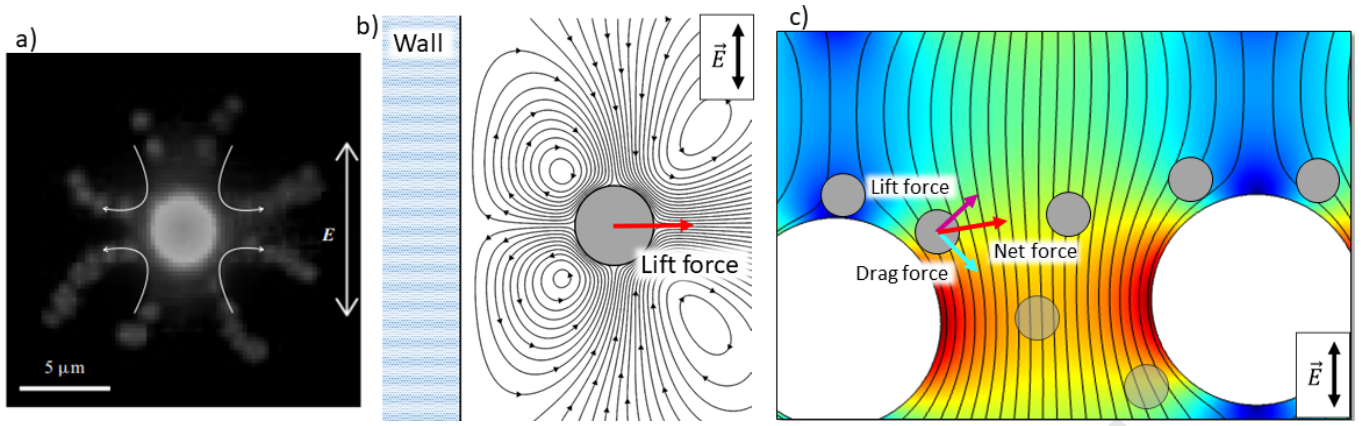 a)
E
5 μm
b)
Wall
E⃗
Lift force
c)
Lift force
Net force
Drag force
E⃗